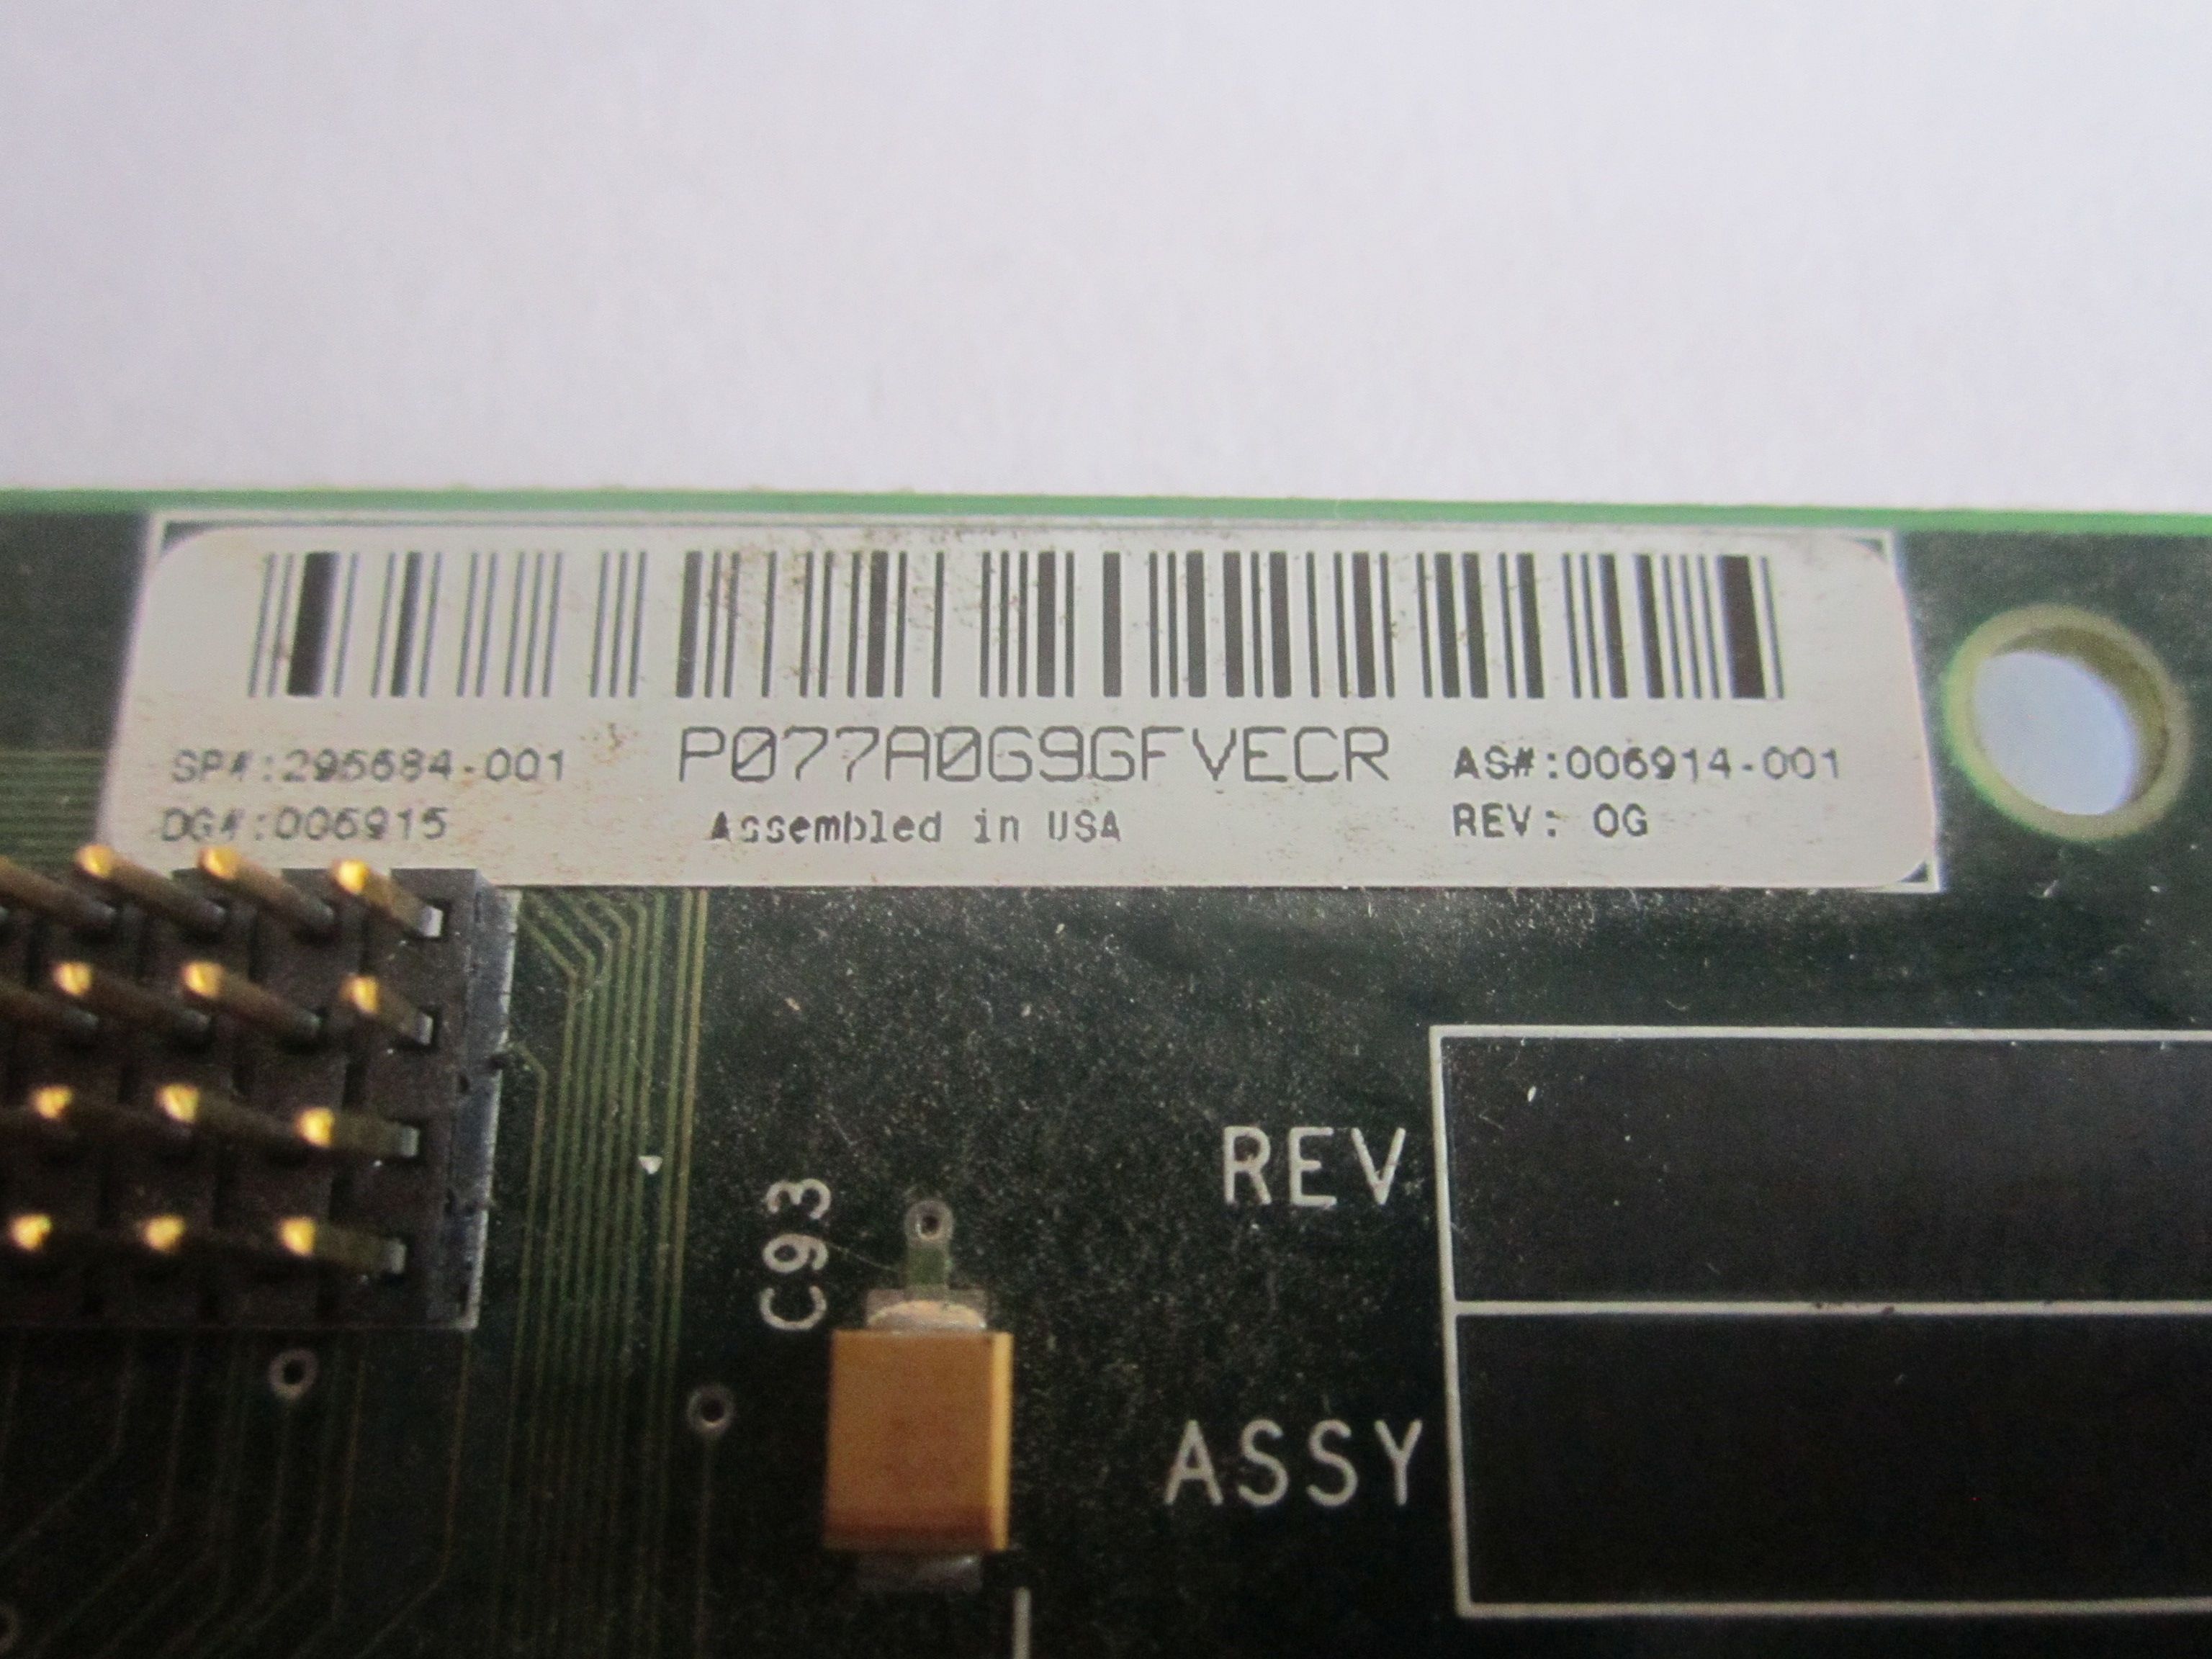 P077A0G9GFVECR
SP#:295684-001
AS#:006914-001
DG#:006915
Assembled in USA
REV: 0G
REV
C93
ASSY